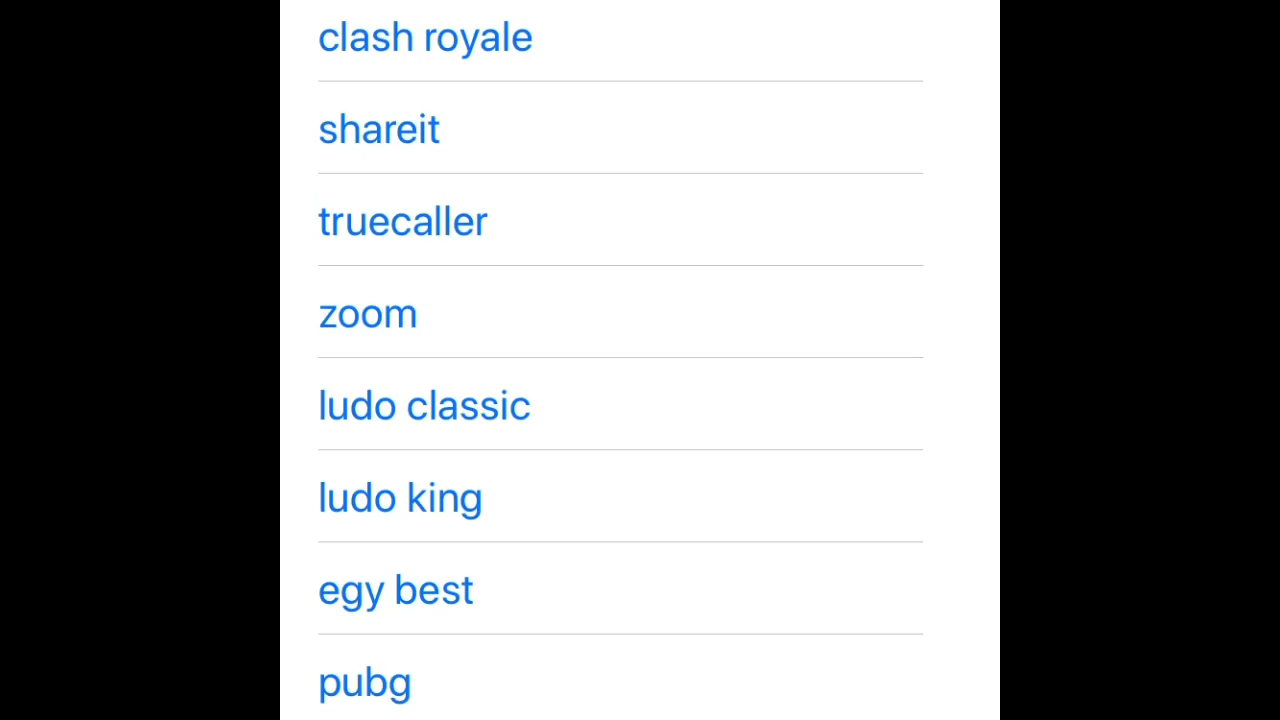 clash royale
shareit
truecaller
zoom
ludo classic
ludo king
egy best
pubg